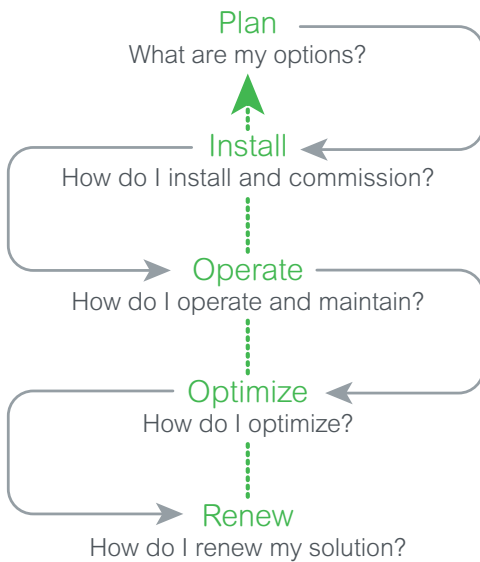 Plan
What are my options?
Install
How do I install and commission?
Operate
How do I operate and maintain?
Optimize
How do I optimize?
Renew
How do I renew my solution?